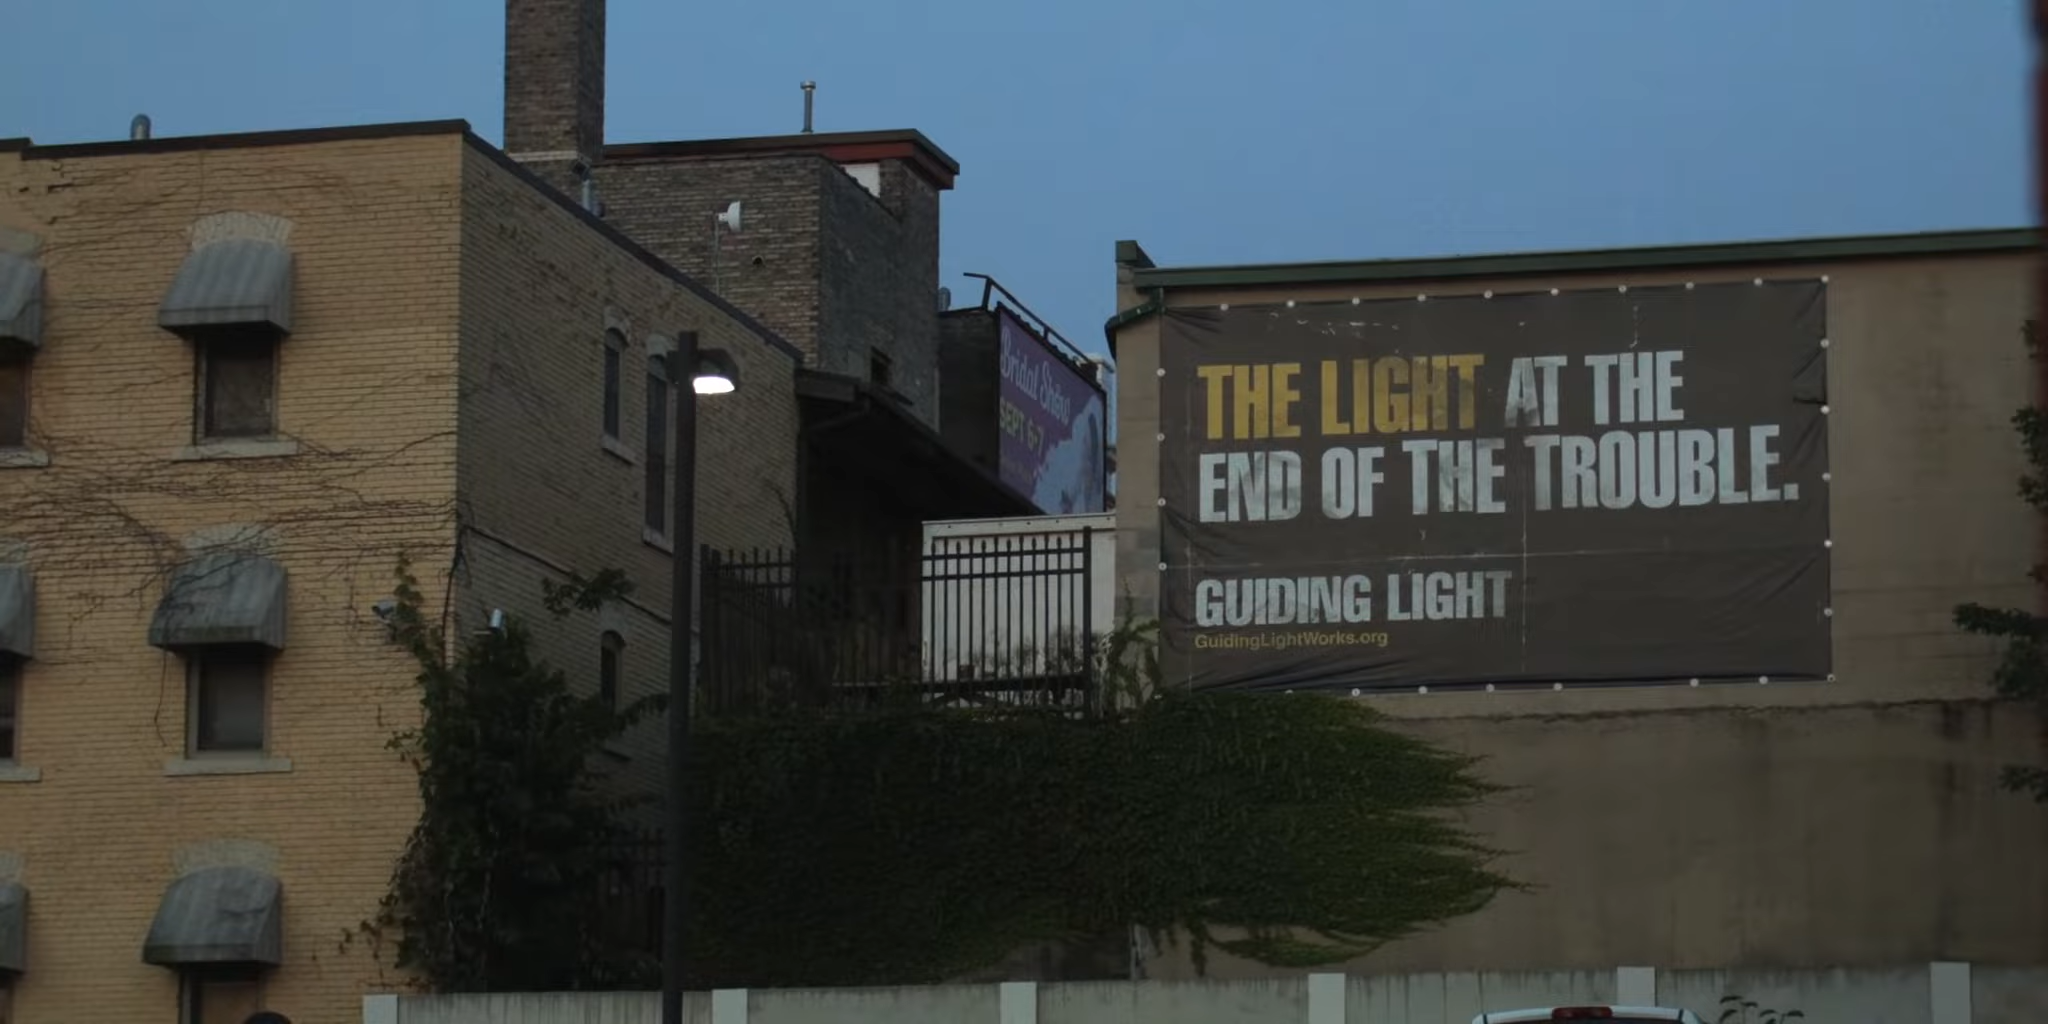 Bridal Show
SEPT 6-7
THE LIGHT AT THE
END OF THE TROUBLE.
GUIDING LIGHT
GuidingLightWorks.org